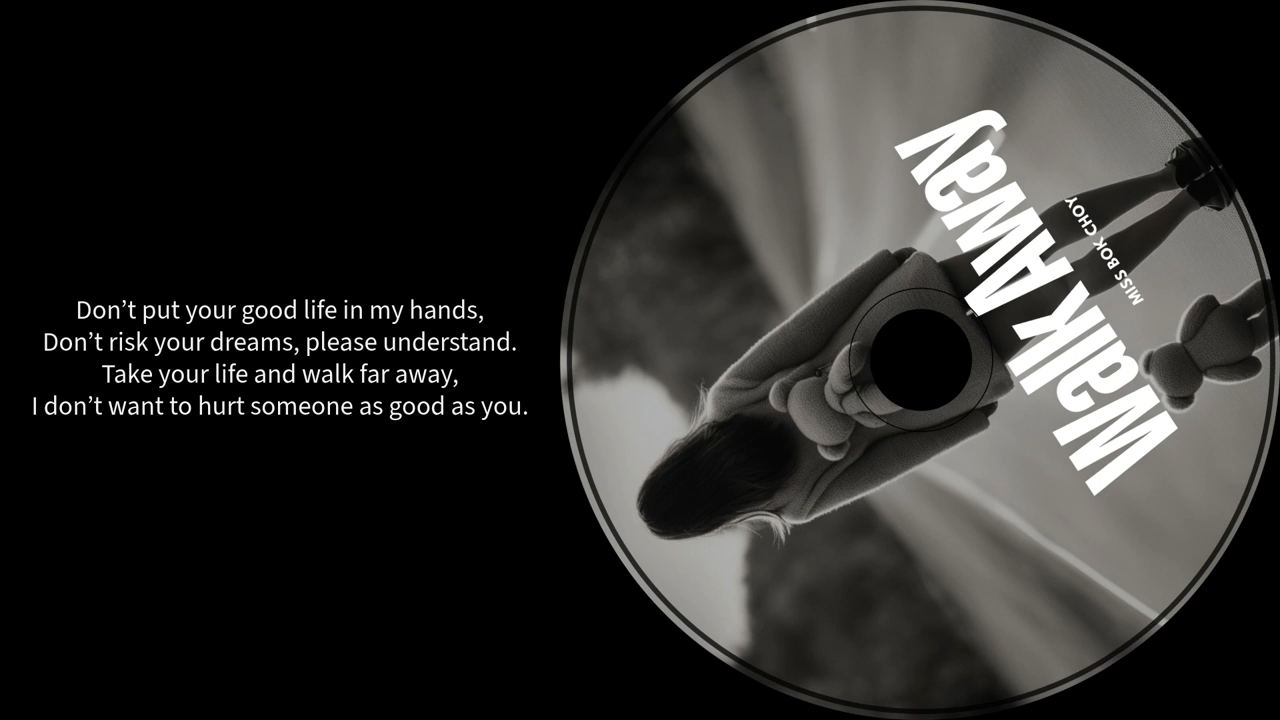 Don’t put your good life in my hands,
Don’t risk your dreams, please understand.
Take your life and walk far away,
I don’t want to hurt someone as good as you.
Walk Away
MISS BOK CHOY